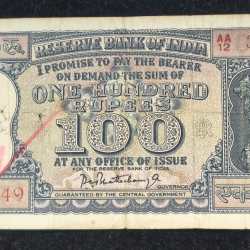 RESERVE BANK OF INDIA
AA
12
I PROMISE TO PAY THE BEARER
ON DEMAND THE SUM OF
ONE HUNDRED
RUPEES
100
AT ANY OFFICE OF ISSUE
FOR THE RESERVE BANK OF INDIA
49
GOVERNOR
GUARANTEED BY THE CENTRAL GOVERNMENT